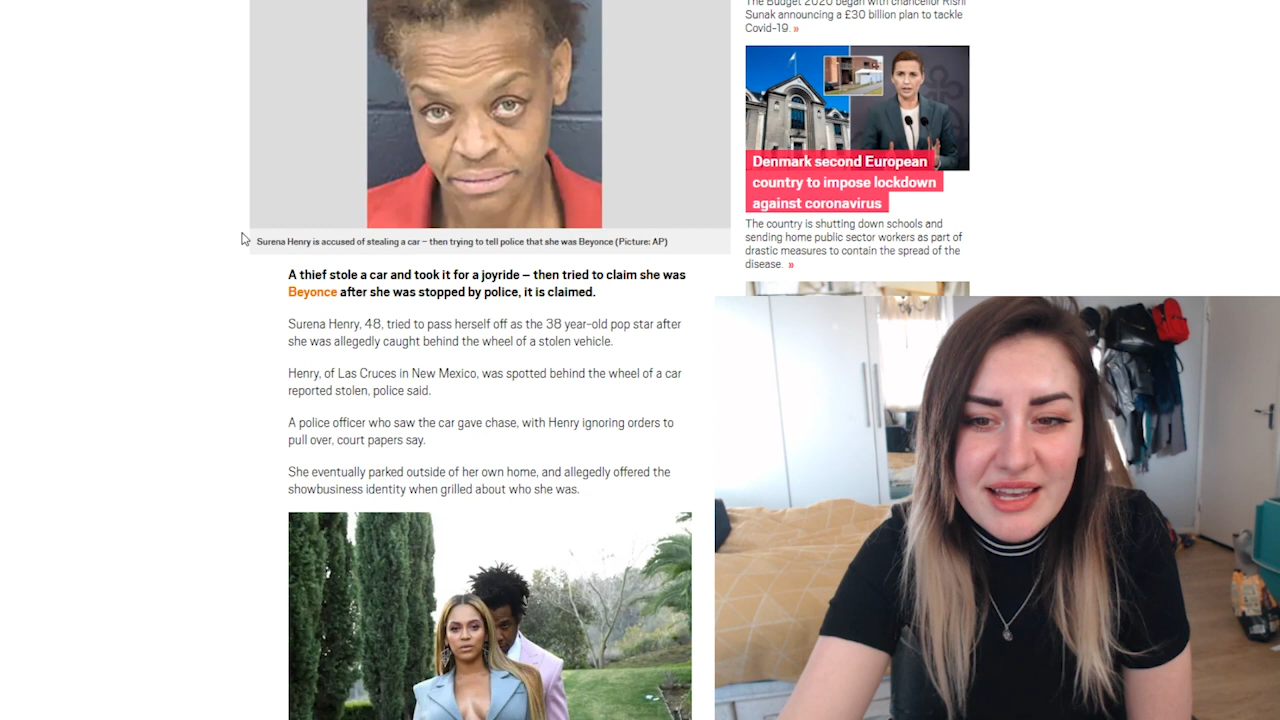 Surena Henry is accused of stealing a car – then trying to tell police that she was Beyonce (Picture: AP)
A thief stole a car and took it for a joyride – then tried to claim she was
Beyonce after she was stopped by police, it is claimed.
Surena Henry, 48, tried to pass herself off as the 38 year-old pop star after
she was allegedly caught behind the wheel of a stolen vehicle.
Henry, of Las Cruces in New Mexico, was spotted behind the wheel of a car
reported stolen, police said.
A police officer who saw the car gave chase, with Henry ignoring orders to
pull over, court papers say.
She eventually parked outside of her own home, and allegedly offered the
showbusiness identity when grilled about who she was.
The Budget 2020 began with chancellor Rishi
Sunak announcing a £30 billion plan to tackle
Covid-19. »
Denmark second European
country to impose lockdown
against coronavirus
The country is shutting down schools and
sending home public sector workers as part of
drastic measures to contain the spread of the
disease. »